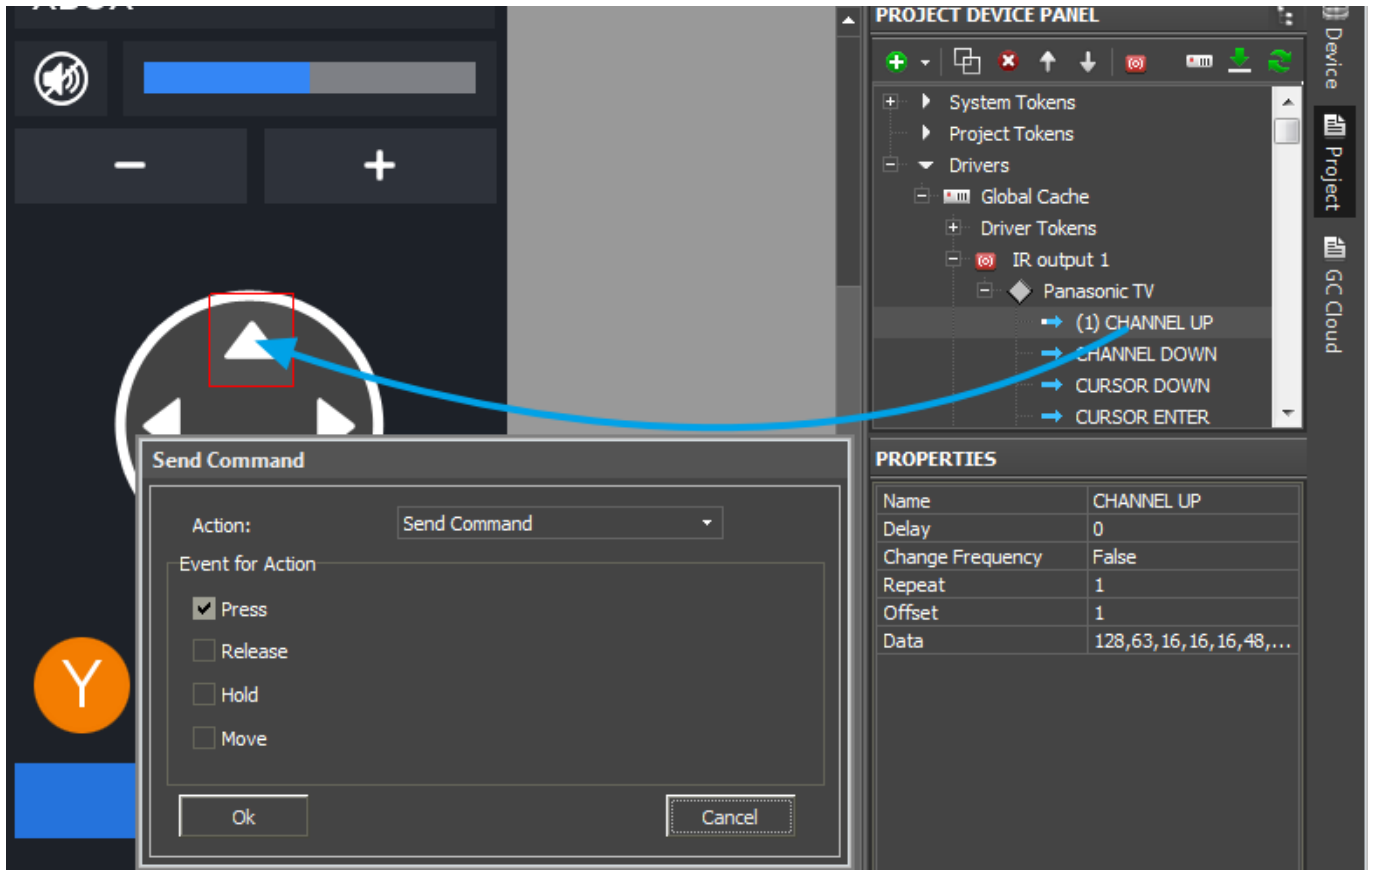 PROJECT DEVICE PANEL
System Tokens
Project Tokens
Drivers
Global Cache
Driver Tokens
IR output 1
Panasonic TV
(1) CHANNEL UP
CHANNEL DOWN
CURSOR DOWN
CURSOR ENTER
Device
Project
GC Cloud
Y
Send Command
Action: Send Command
Event for Action
Press
Release
Hold
Move
Ok Cancel
PROPERTIES
Name CHANNEL UP
Delay 0
Change Frequency False
Repeat 1
Offset 1
Data 128,63,16,16,16,48,...